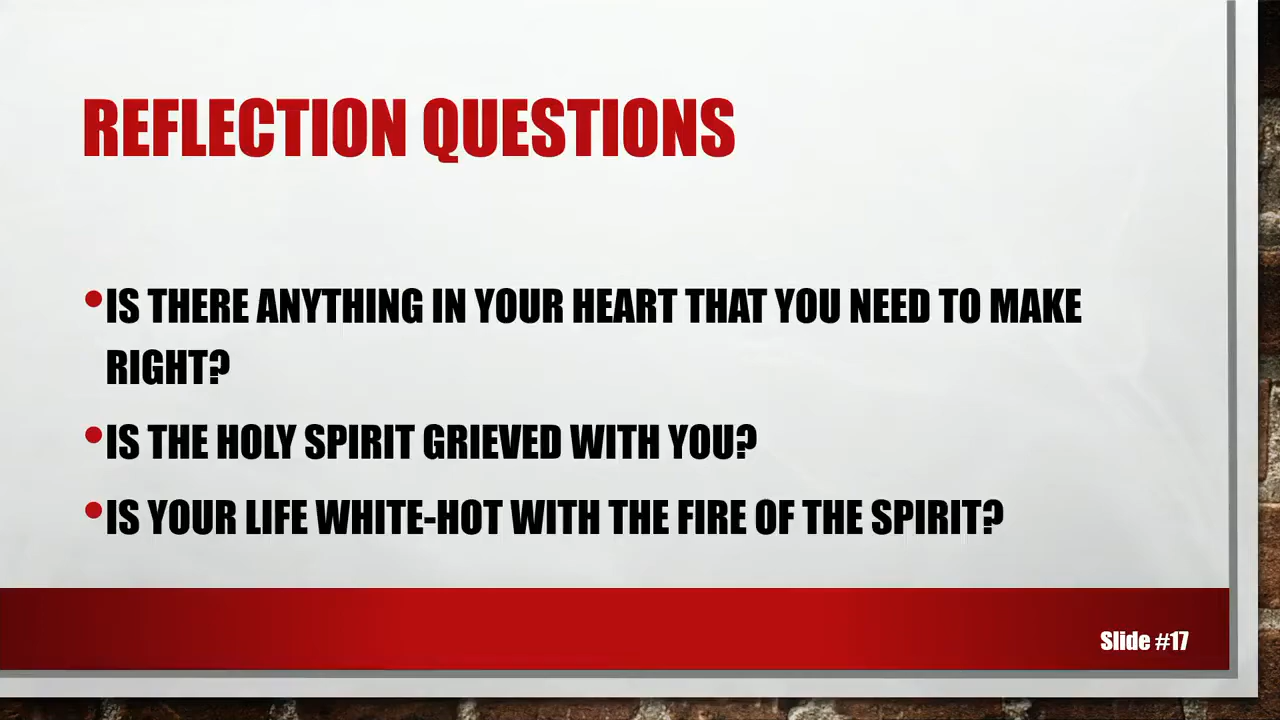 REFLECTION QUESTIONS
•IS THERE ANYTHING IN YOUR HEART THAT YOU NEED TO MAKE
RIGHT?
•IS THE HOLY SPIRIT GRIEVED WITH YOU?
•IS YOUR LIFE WHITE-HOT WITH THE FIRE OF THE SPIRIT?
Slide #17